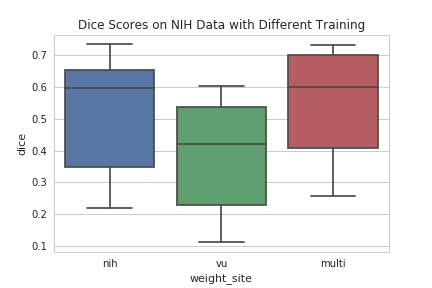 Dice Scores on NIH Data with Different Training
0.7
0.6
0.5
0.4
0.3
0.2
0.1
dice
nih vu multi
weight_site